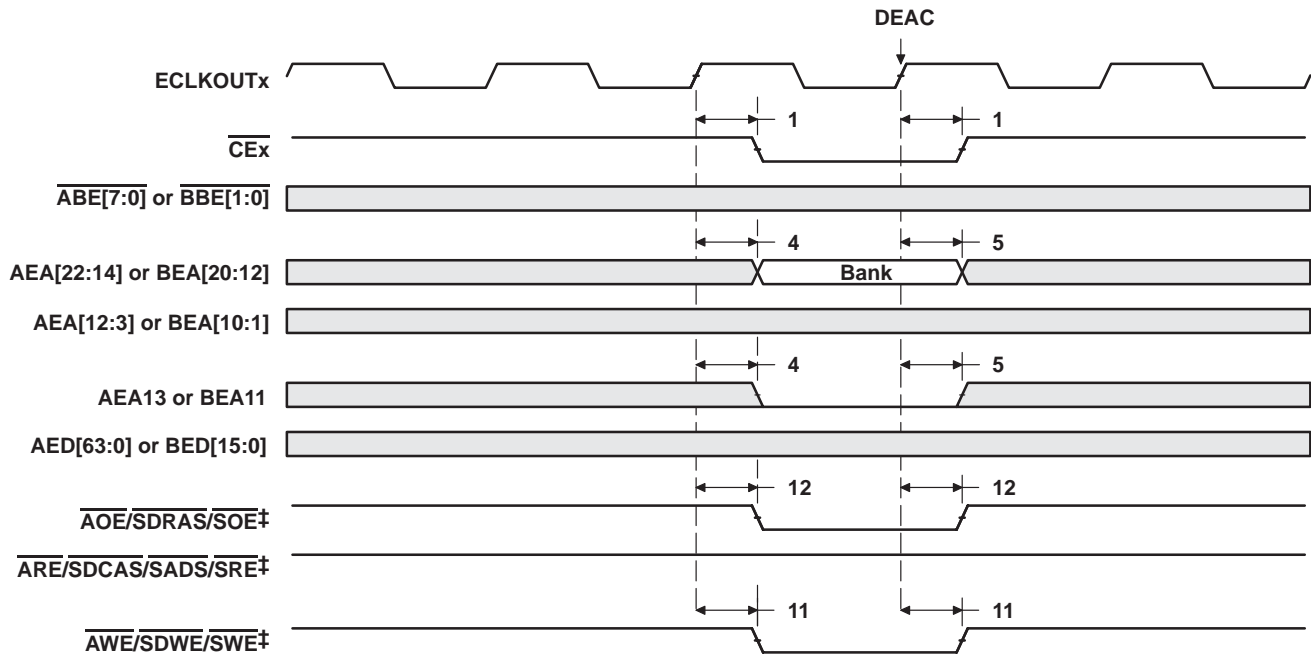 DEAC
ECLKOUTx
1 1
CEx
ABE[7:0] or BBE[1:0]
4 5
AEA[22:14] or BEA[20:12] Bank
AEA[12:3] or BEA[10:1]
4 5
AEA13 or BEA11
AED[63:0] or BED[15:0]
12 12
AOE/SDRAS/SOE‡
ARE/SDCAS/SADS/SRE‡
11 11
AWE/SDWE/SWE‡